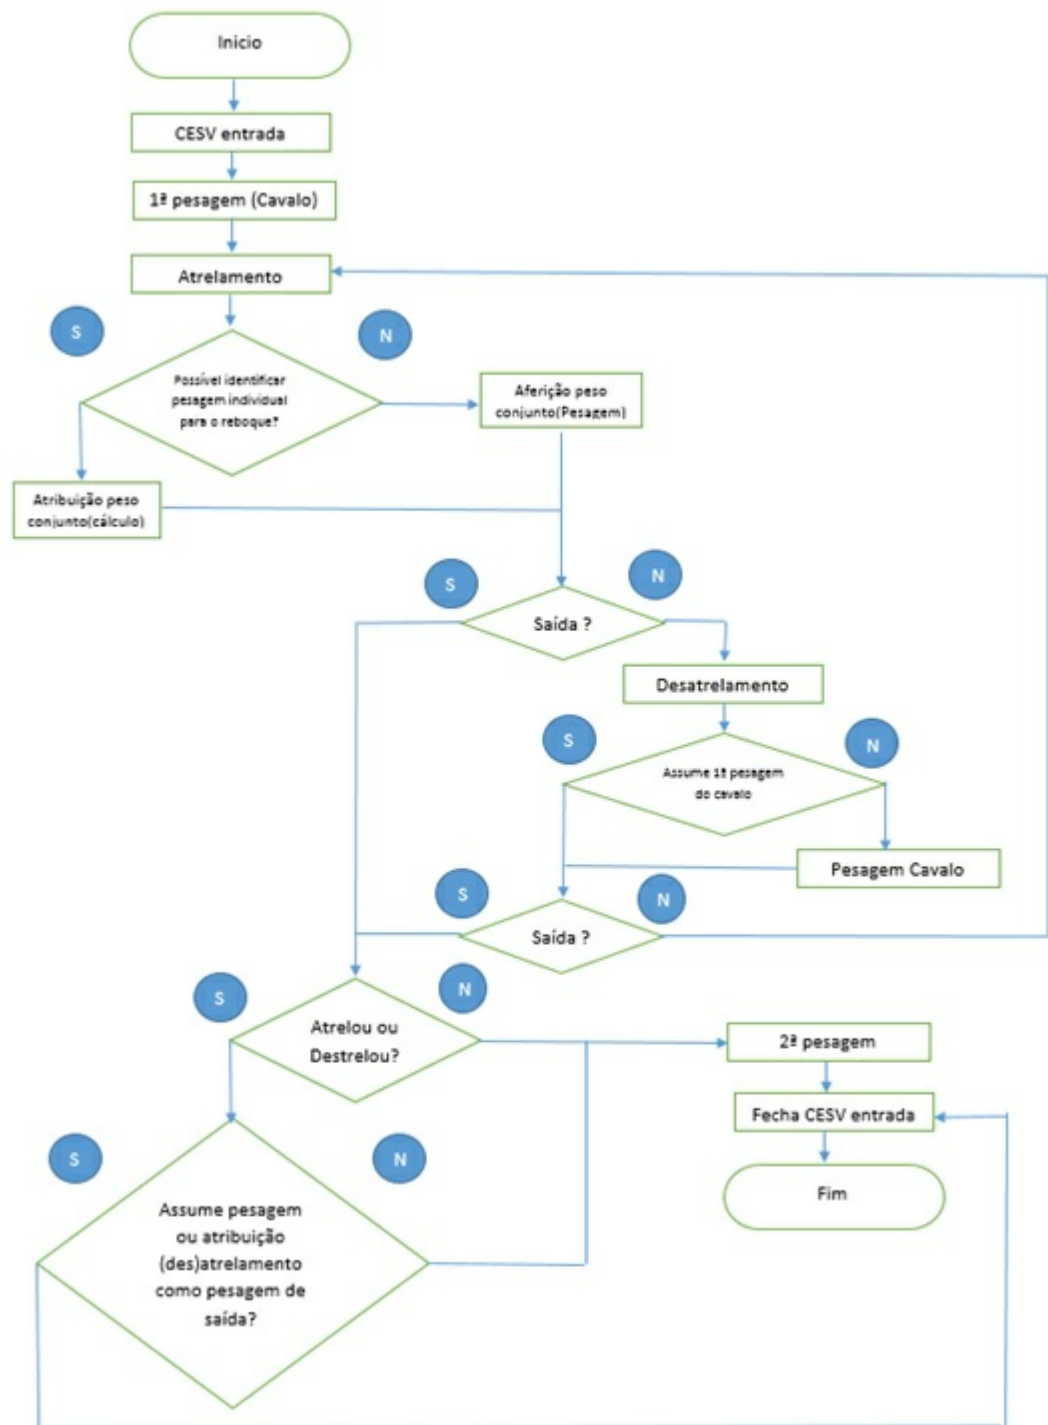 Inicio
CESV entrada
1ª pesagem (Cavalo)
Atrelamento
S
N
Possível identificar
pesagem individual
para o reboque?
Aferição peso
conjunto(Pesagem)
Atribuição peso
conjunto(cálculo)
S
N
Saída ?
Desatrelamento
S
N
Assume 1ª pesagem
do cavalo
Pesagem Cavalo
S
N
Saída ?
S
N
Atrelou ou
Destrelou?
2ª pesagem
Fecha CESV entrada
S
N
Fim
Assume pesagem
ou atribuição
(des)atrelamento
como pesagem de
saída?